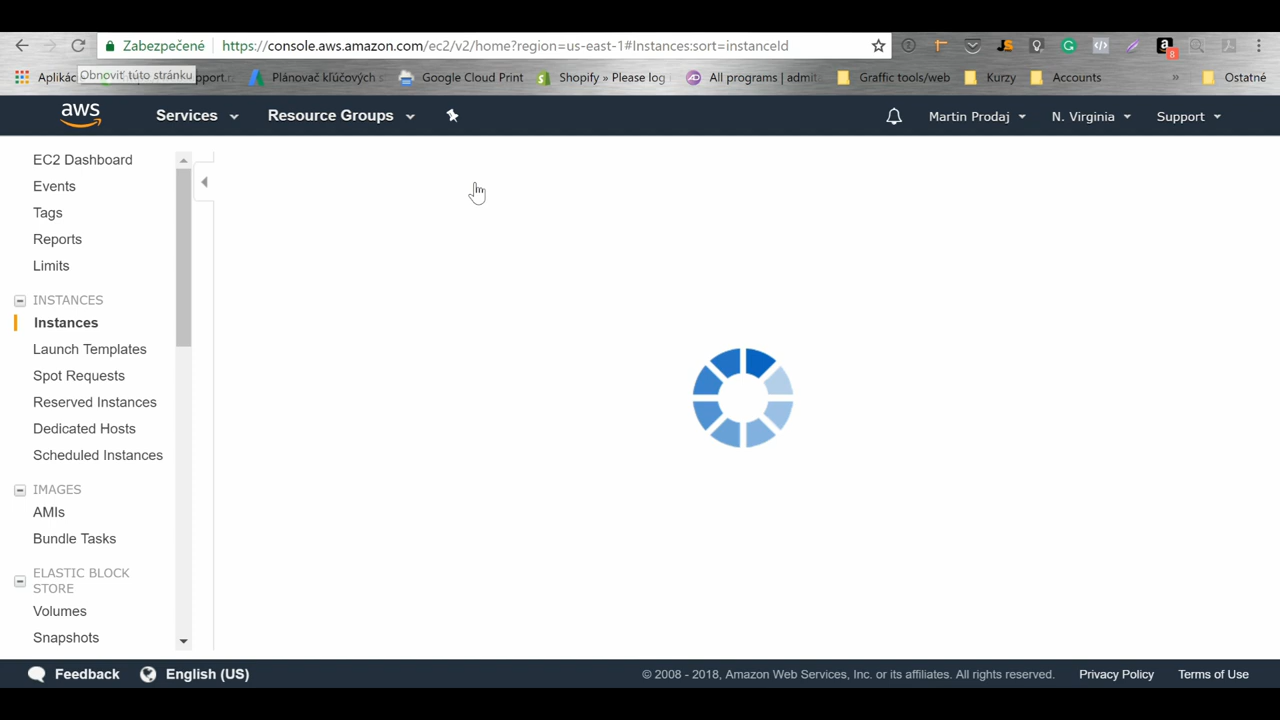 Zabezpečené https://console.aws.amazon.com/ec2/v2/home?region=us-east-1#Instances:sort=instanceId
Obnoviť túto stránku
Plánovač kľúčových s Google Cloud Print Shopify » Please log All programs | admit Graffic tools/web Kurzy Accounts » Ostatné
aws Services Resource Groups Martin Prodaj N. Virginia Support
EC2 Dashboard
Events
Tags
Reports
Limits
INSTANCES
Instances
Launch Templates
Spot Requests
Reserved Instances
Dedicated Hosts
Scheduled Instances
IMAGES
AMIs
Bundle Tasks
ELASTIC BLOCK
STORE
Volumes
Snapshots
Feedback English (US) © 2008 - 2018, Amazon Web Services, Inc. or its affiliates. All rights reserved. Privacy Policy Terms of Use